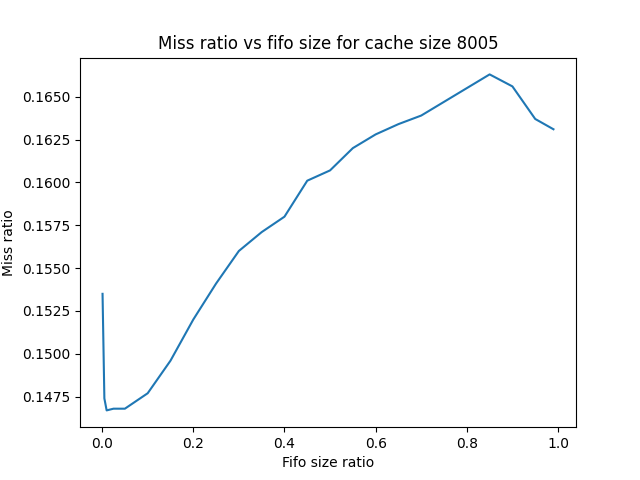 Miss ratio vs fifo size for cache size 8005
0.1650
0.1625
0.1600
0.1575
0.1550
0.1525
0.1500
0.1475
Miss ratio
0.0 0.2 0.4 0.6 0.8 1.0
Fifo size ratio